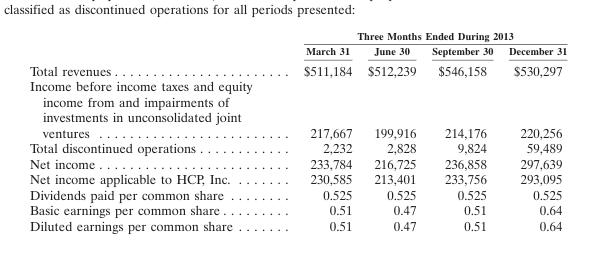 classified as discontinued operations for all periods presented:
Three Months Ended During 2013
March 31 June 30 September 30 December 31
Total revenues . . . . . . . . . . . . . . . . . . . . . . . . $511,184 $512,239 $546,158 $530,297
Income before income taxes and equity
income from and impairments of
investments in unconsolidated joint
ventures . . . . . . . . . . . . . . . . . . . . . . . . . . 217,667 199,916 214,176 220,256
Total discontinued operations . . . . . . . . . . . . 2,232 2,828 9,824 59,489
Net income . . . . . . . . . . . . . . . . . . . . . . . . . . 233,784 216,725 236,858 297,639
Net income applicable to HCP, Inc. . . . . . . . 230,585 213,401 233,756 293,095
Dividends paid per common share . . . . . . . . 0.525 0.525 0.525 0.525
Basic earnings per common share . . . . . . . . . 0.51 0.47 0.51 0.64
Diluted earnings per common share . . . . . . . 0.51 0.47 0.51 0.64